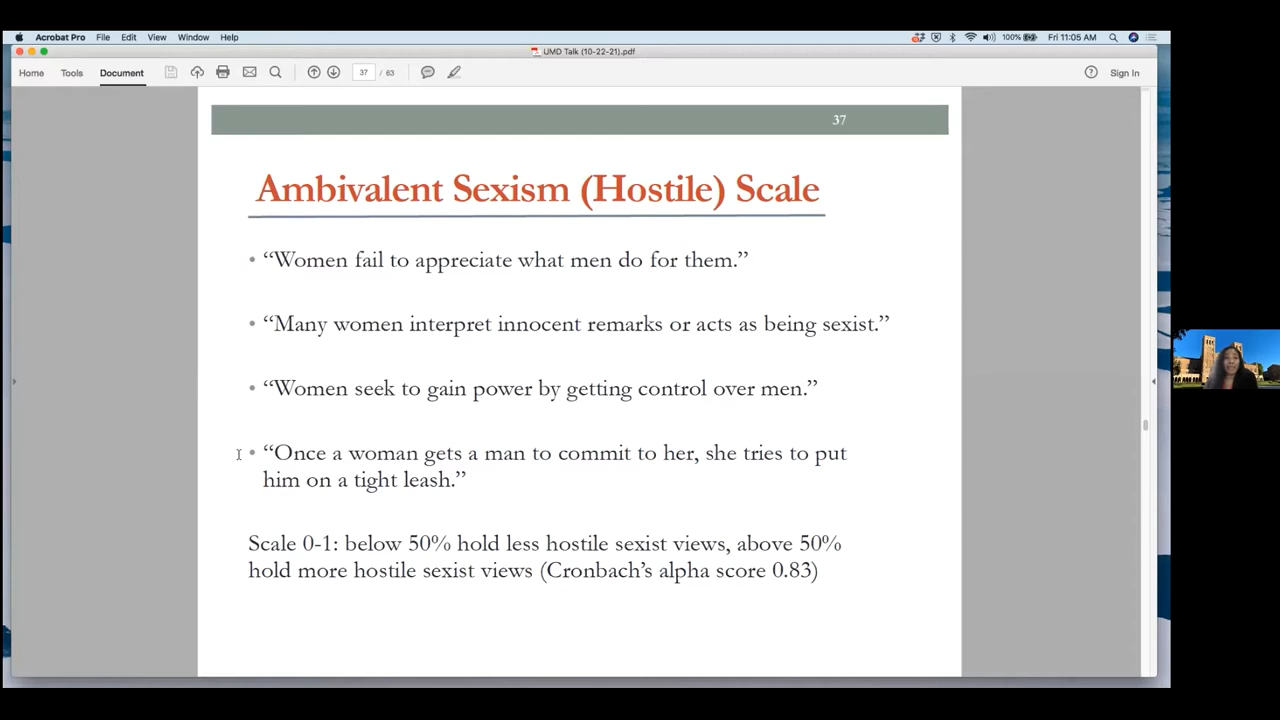 Acrobat Pro File Edit View Window Help 100% Fri 11:05 AM
UMD Talk (10-22-21).pdf
Home Tools Document 37 / 63 Sign In
37
Ambivalent Sexism (Hostile) Scale
• “Women fail to appreciate what men do for them.”
• “Many women interpret innocent remarks or acts as being sexist.”
• “Women seek to gain power by getting control over men.”
• “Once a woman gets a man to commit to her, she tries to put
him on a tight leash.”
Scale 0-1: below 50% hold less hostile sexist views, above 50%
hold more hostile sexist views (Cronbach’s alpha score 0.83)